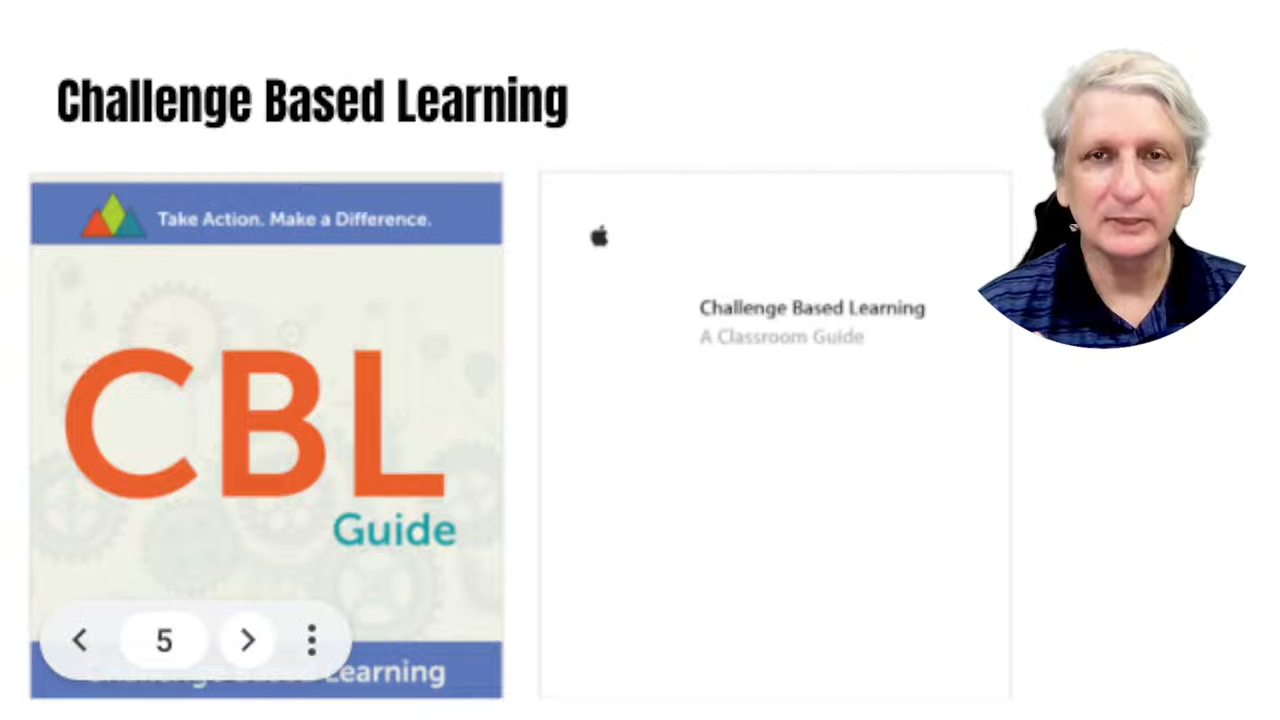 Challenge Based Learning
Take Action. Make a Difference.
CBL
Guide
5
Learning
Challenge Based Learning
A Classroom Guide